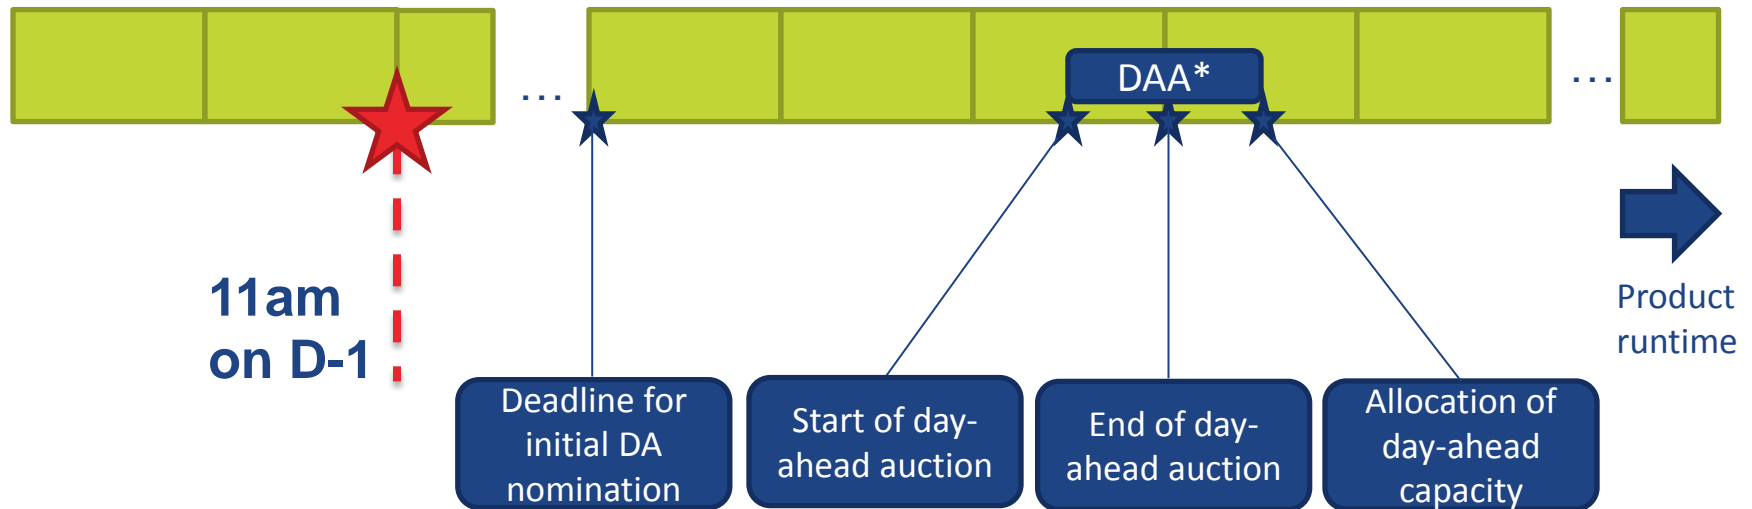 ...
DAA*
...
11am
on D-1
Product
runtime
Deadline for
initial DA
nomination
Start of day-
ahead auction
End of day-
ahead auction
Allocation of
day-ahead
capacity